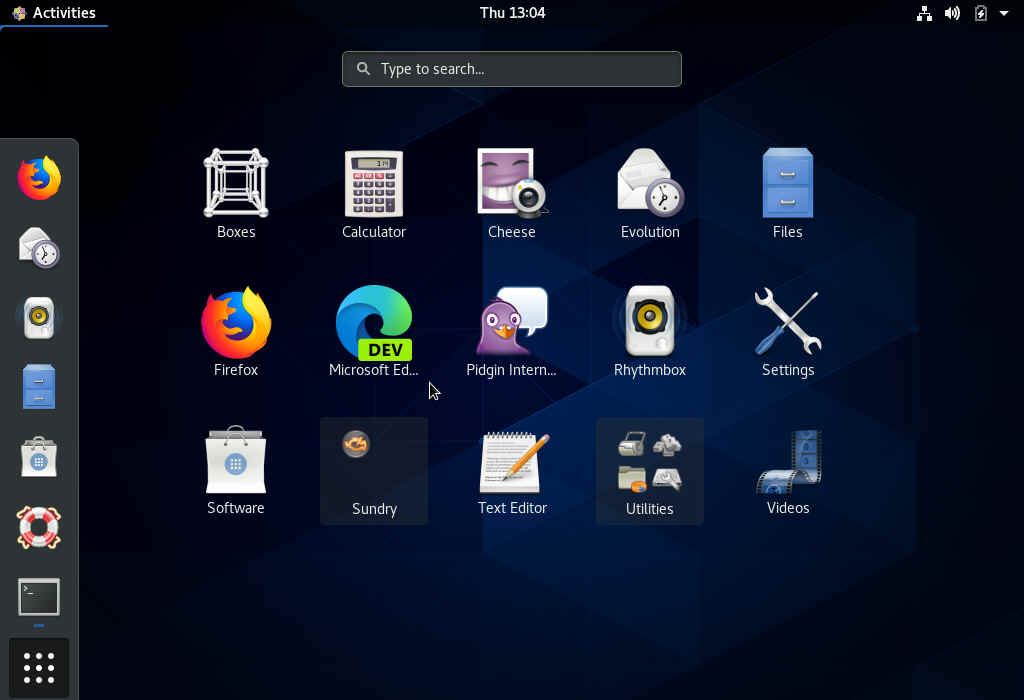 Activities
Thu 13:04
Type to search...
Boxes
Calculator
Cheese
Evolution
Files
Firefox
DEV
Microsoft Ed...
Pidgin Intern...
Rhythmbox
Settings
Software
Sundry
Text Editor
Utilities
Videos